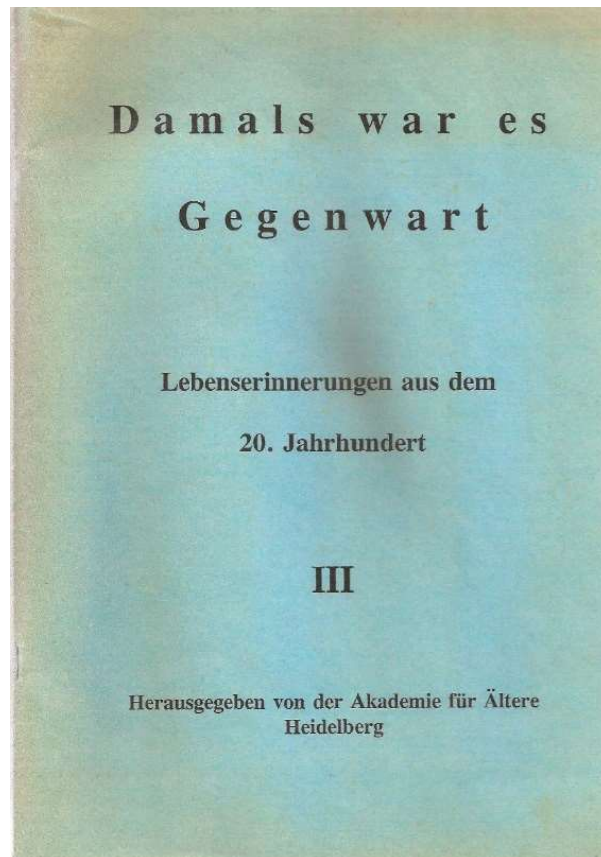 Damals war es
Gegenwart
Lebenserinnerungen aus dem
20. Jahrhundert
III
Herausgegeben von der Akademie für Ältere
Heidelberg